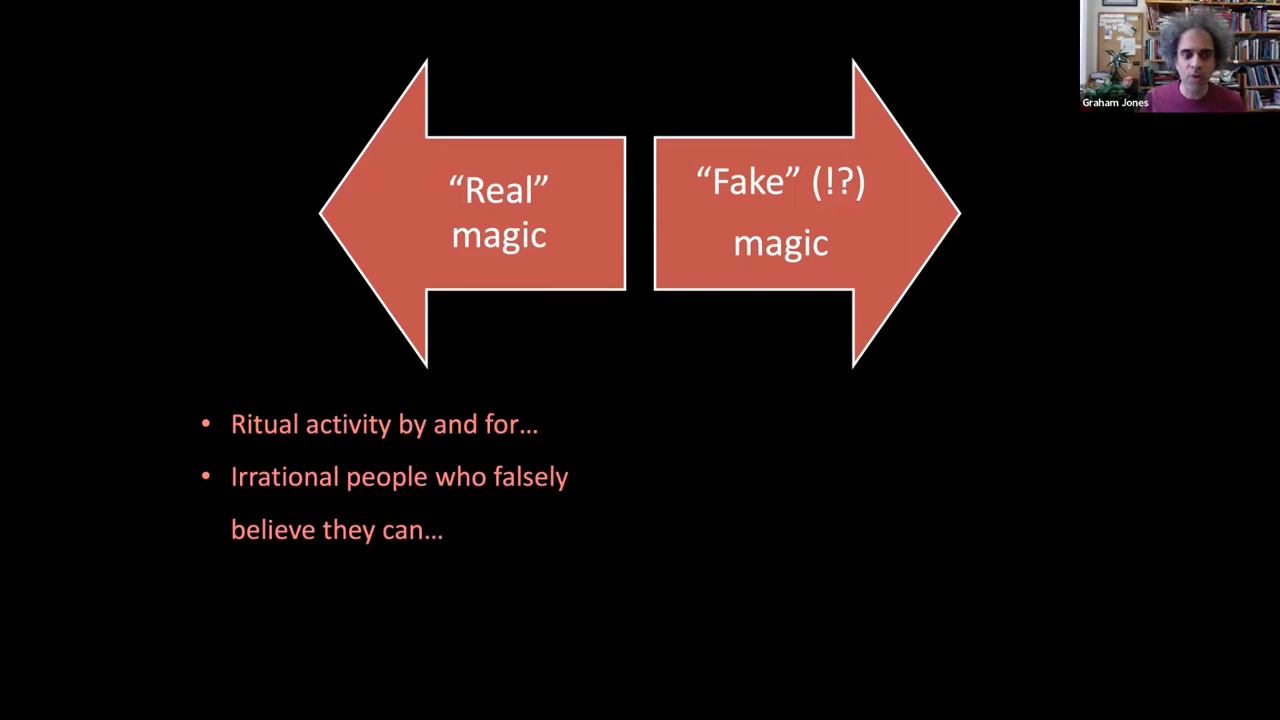 “Real”
magic
“Fake” (!?)
magic
Graham Jones
• Ritual activity by and for…
• Irrational people who falsely
believe they can…